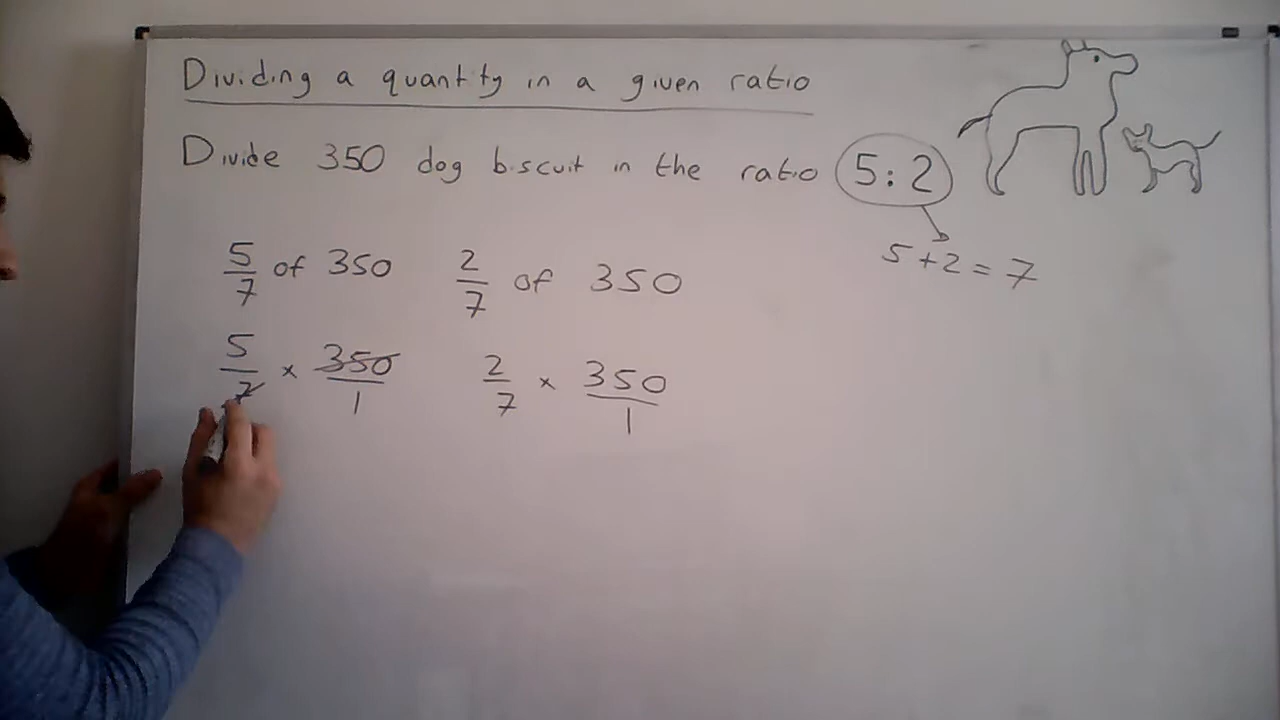 Dividing a quantity in a given ratio
Divide 350 dog biscuit in the ratio 5:2
5+2=7
5/7 of 350 2/7 of 350
5/7 × 350/1 2/7 × 350/1